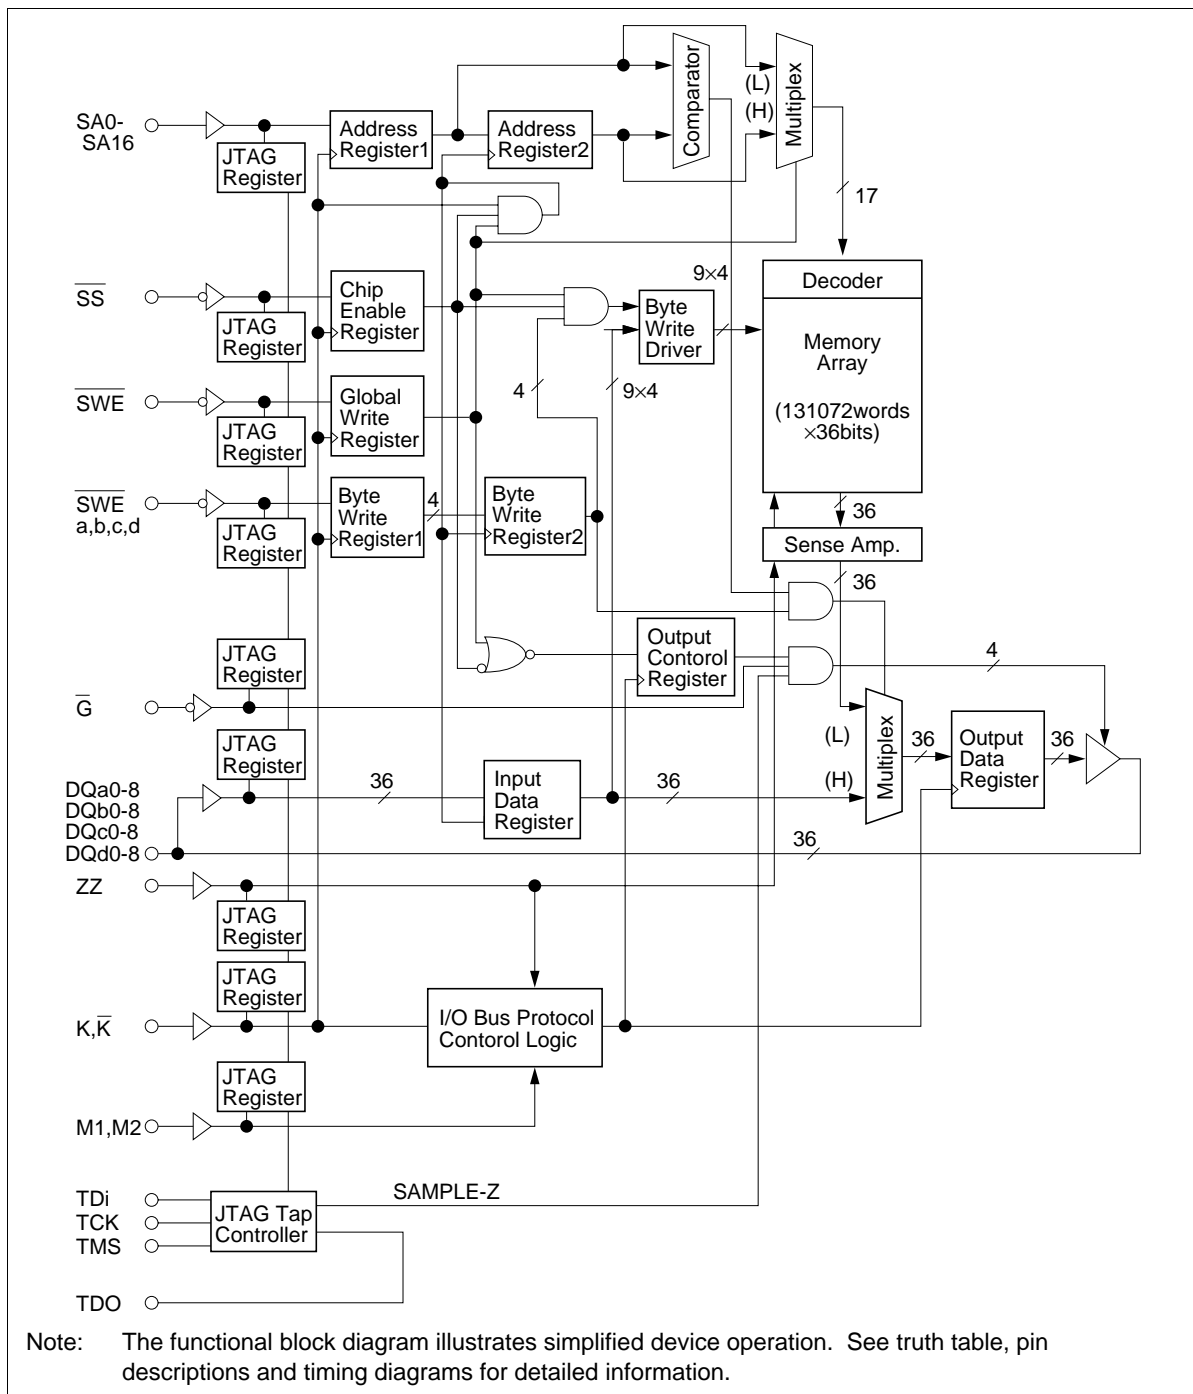 SA0-
SA16
JTAG
Register
Address
Register1
Address
Register2
Comparator
(L)
(H)
Multiplex
17
SS
JTAG
Register
Chip
Enable
Register
9×4
Byte
Write
Driver
Decoder
Memory
Array
(131072words
×36bits)
SWE
JTAG
Register
Global
Write
Register
4
9×4
SWE
a,b,c,d
JTAG
Register
Byte
Write
Register1
4
Byte
Write
Register2
36
Sense Amp.
36
JTAG
Register
G
Output
Contorol
Register
4
JTAG
Register
DQa0-8
DQb0-8
DQc0-8
DQd0-8
36
Input
Data
Register
36
(L)
(H)
Multiplex
36
Output
Data
Register
36
36
ZZ
JTAG
Register
JTAG
Register
K,K
I/O Bus Protocol
Contorol Logic
JTAG
Register
M1,M2
TDi
TCK
TMS
JTAG Tap
Controller
SAMPLE-Z
TDO
Note: The functional block diagram illustrates simplified device operation. See truth table, pin
descriptions and timing diagrams for detailed information.